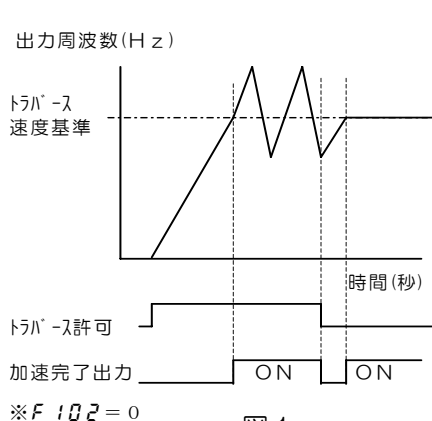 出力周波数(Hz)
トラバース
速度基準
時間(秒)
トラバース許可
加速完了出力
ON
ON
※F102=0